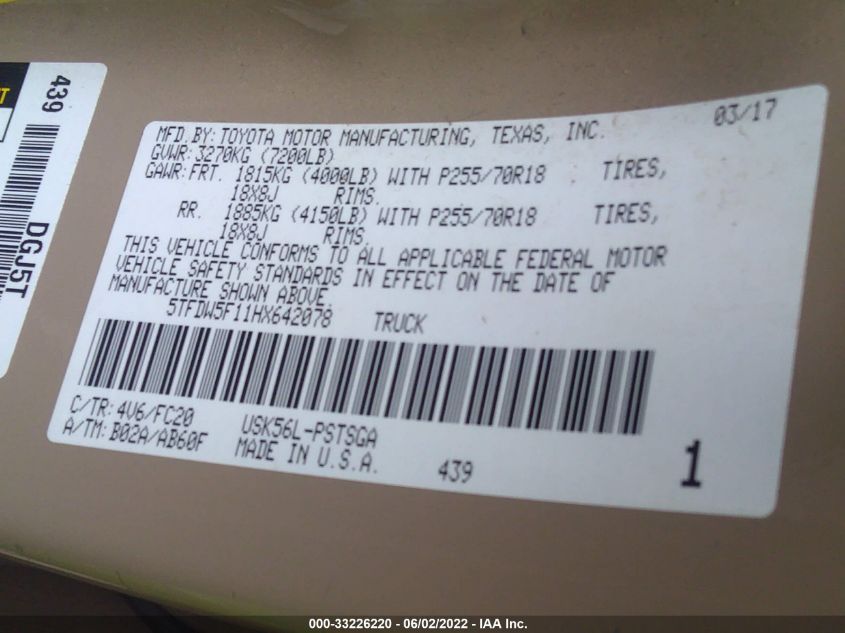 T
439
DGJ5T
MFD. BY: TOYOTA MOTOR MANUFACTURING, TEXAS, INC. 03/17
GVWR: 3270KG (7200LB)
GAWR: FRT. 1815KG (4000LB) WITH P255/70R18 TIRES,
18X8J RIMS.
RR. 1885KG (4150LB) WITH P255/70R18 TIRES,
18X8J RIMS.
THIS VEHICLE CONFORMS TO ALL APPLICABLE FEDERAL MOTOR
VEHICLE SAFETY STANDARDS IN EFFECT ON THE DATE OF
MANUFACTURE SHOWN ABOVE.
5TFDW5F11HX642078 TRUCK
C/TR: 4V6/FC20 USK56L-PSTSGA
A/TM: B02A/AB60F MADE IN U.S.A. 439 1
000-33226220 - 06/02/2022 - IAA Inc.